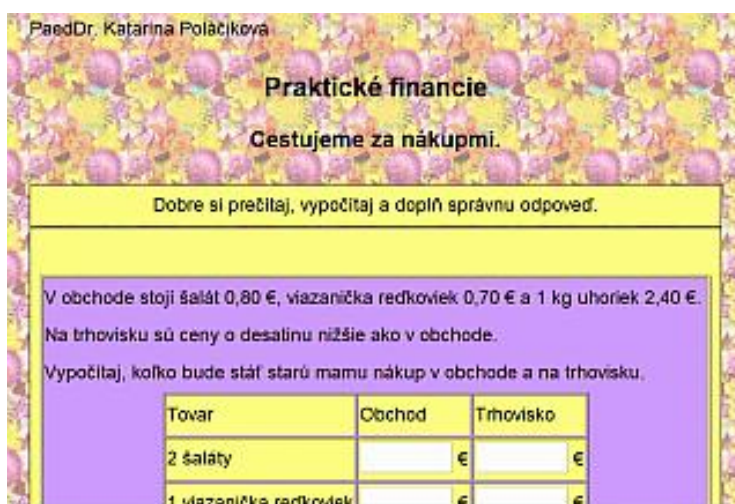 PaedDr. Katarína Poláčiková
Praktické financie
Cestujeme za nákupmi.
Dobre si prečítaj, vypočítaj a doplň správnu odpoveď.
V obchode stojí šalát 0,80 €, viazanička reďkoviek 0,70 € a 1 kg uhoriek 2,40 €.
Na trhovisku sú ceny o desatinu nižšie ako v obchode.
Vypočítaj, koľko bude stáť starú mamu nákup v obchode a na trhovisku.
Tovar Obchod Trhovisko
2 šaláty € €
1 viazanička reďkoviek € €